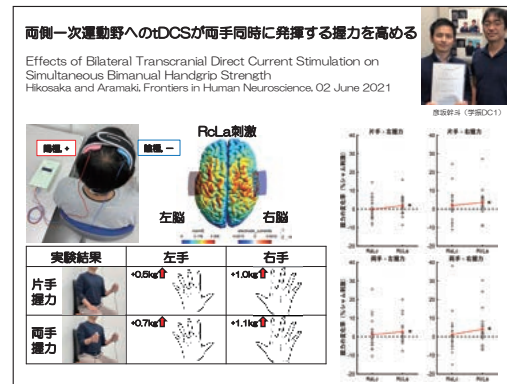 両側一次運動野へのtDCSが両手同時に発揮する握力を高める
Effects of Bilateral Transcranial Direct Current Stimulation on
Simultaneous Bimanual Handgrip Strength
Hikosaka and Aramaki. Frontiers in Human Neuroscience. 02 June 2021
彦坂幹斗（学振DC1）
陽極, +
陰極, −
RcLa刺激
左脳
右脳
実験結果
左手
右手
片手
握力
+0.5kg
+1.0kg
両手
握力
+0.7kg
+1.1kg
片手 - 左握力
片手 - 右握力
両手 - 左握力
両手 - 右握力